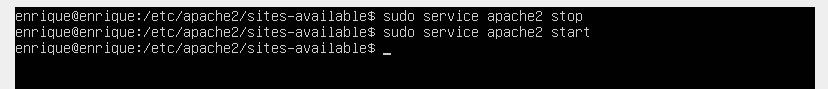 enrique@enrique:/etc/apache2/sites-available$ sudo service apache2 stop
enrique@enrique:/etc/apache2/sites-available$ sudo service apache2 start
enrique@enrique:/etc/apache2/sites-available$ _